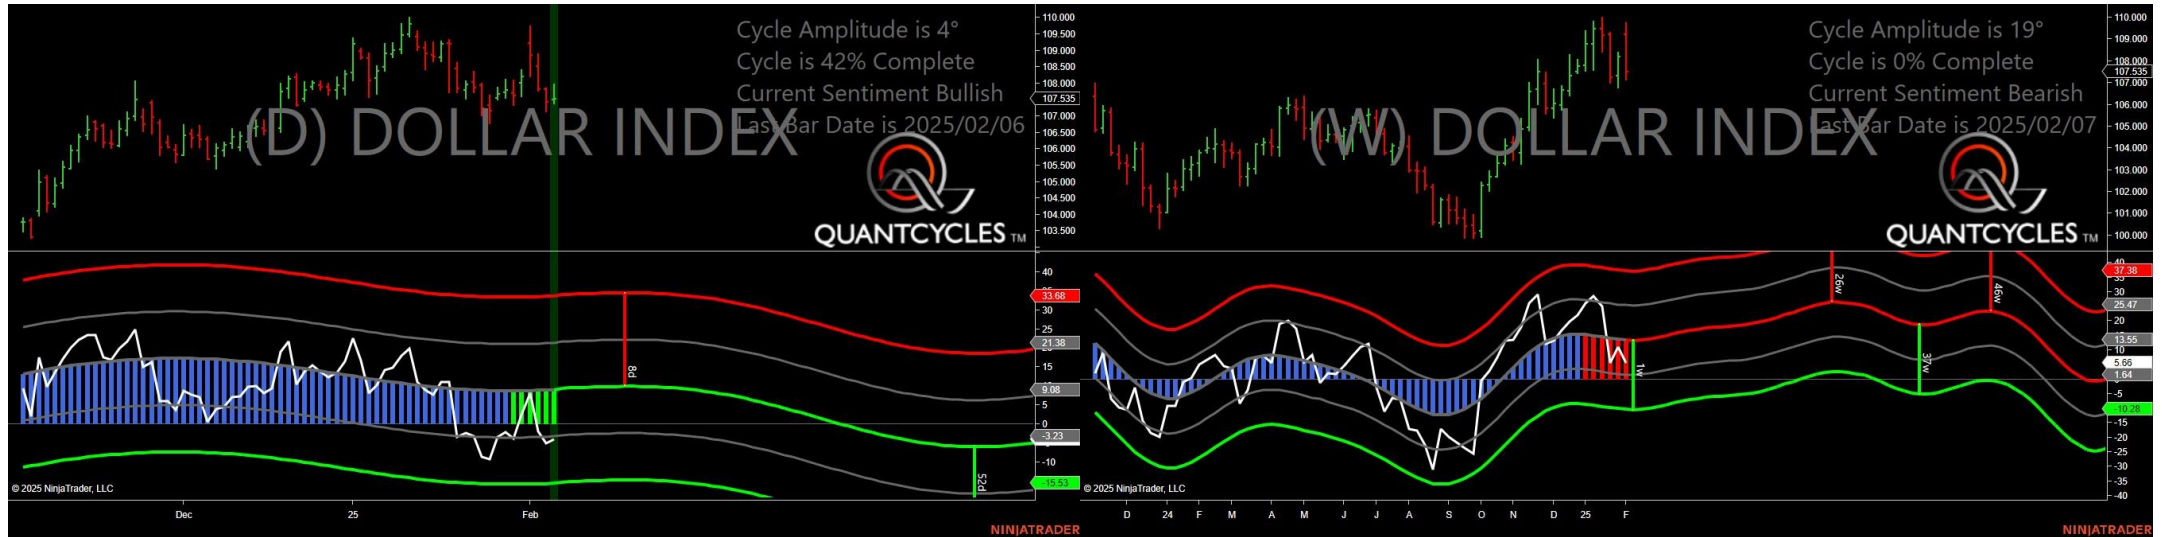 Cycle Amplitude is 4°
Cycle is 42% Complete
Current Sentiment Bullish
Last Bar Date is 2025/02/06
(D) DOLLAR INDEX
QUANTCYCLES TM
110.000
109.500
109.000
108.500
108.000
107.535
107.000
106.500
106.000
105.500
105.000
104.500
104.000
103.500
40
33.68
30
25
21.38
15
9.08
5
0
-3.23
-10
-15.53
8d
52d
© 2025 NinjaTrader, LLC
Dec
25
Feb
NINJATRADER
Cycle Amplitude is 19°
Cycle is 0% Complete
Current Sentiment Bearish
Last Bar Date is 2025/02/07
(W) DOLLAR INDEX
QUANTCYCLES TM
110.000
109.000
108.000
107.535
107.000
106.000
105.000
104.000
103.000
102.000
101.000
100.000
40
37.38
30
25.47
20
13.55
10
5.66
1.64
-5
-10.28
-15
-20
-25
-30
-35
-40
1w
26w
37w
46w
© 2025 NinjaTrader, LLC
D
24
F
M
A
M
J
J
A
S
O
N
D
25
F
NINJATRADER